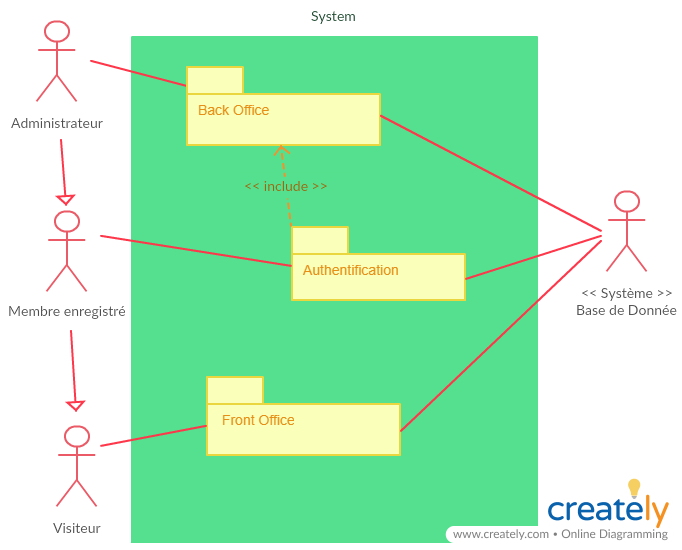 System
Administrateur
Back Office
<< include >>
Membre enregistré
Authentification
<< Système >>
Base de Donnée
Front Office
Visiteur
creately
www.creately.com • Online Diagramming